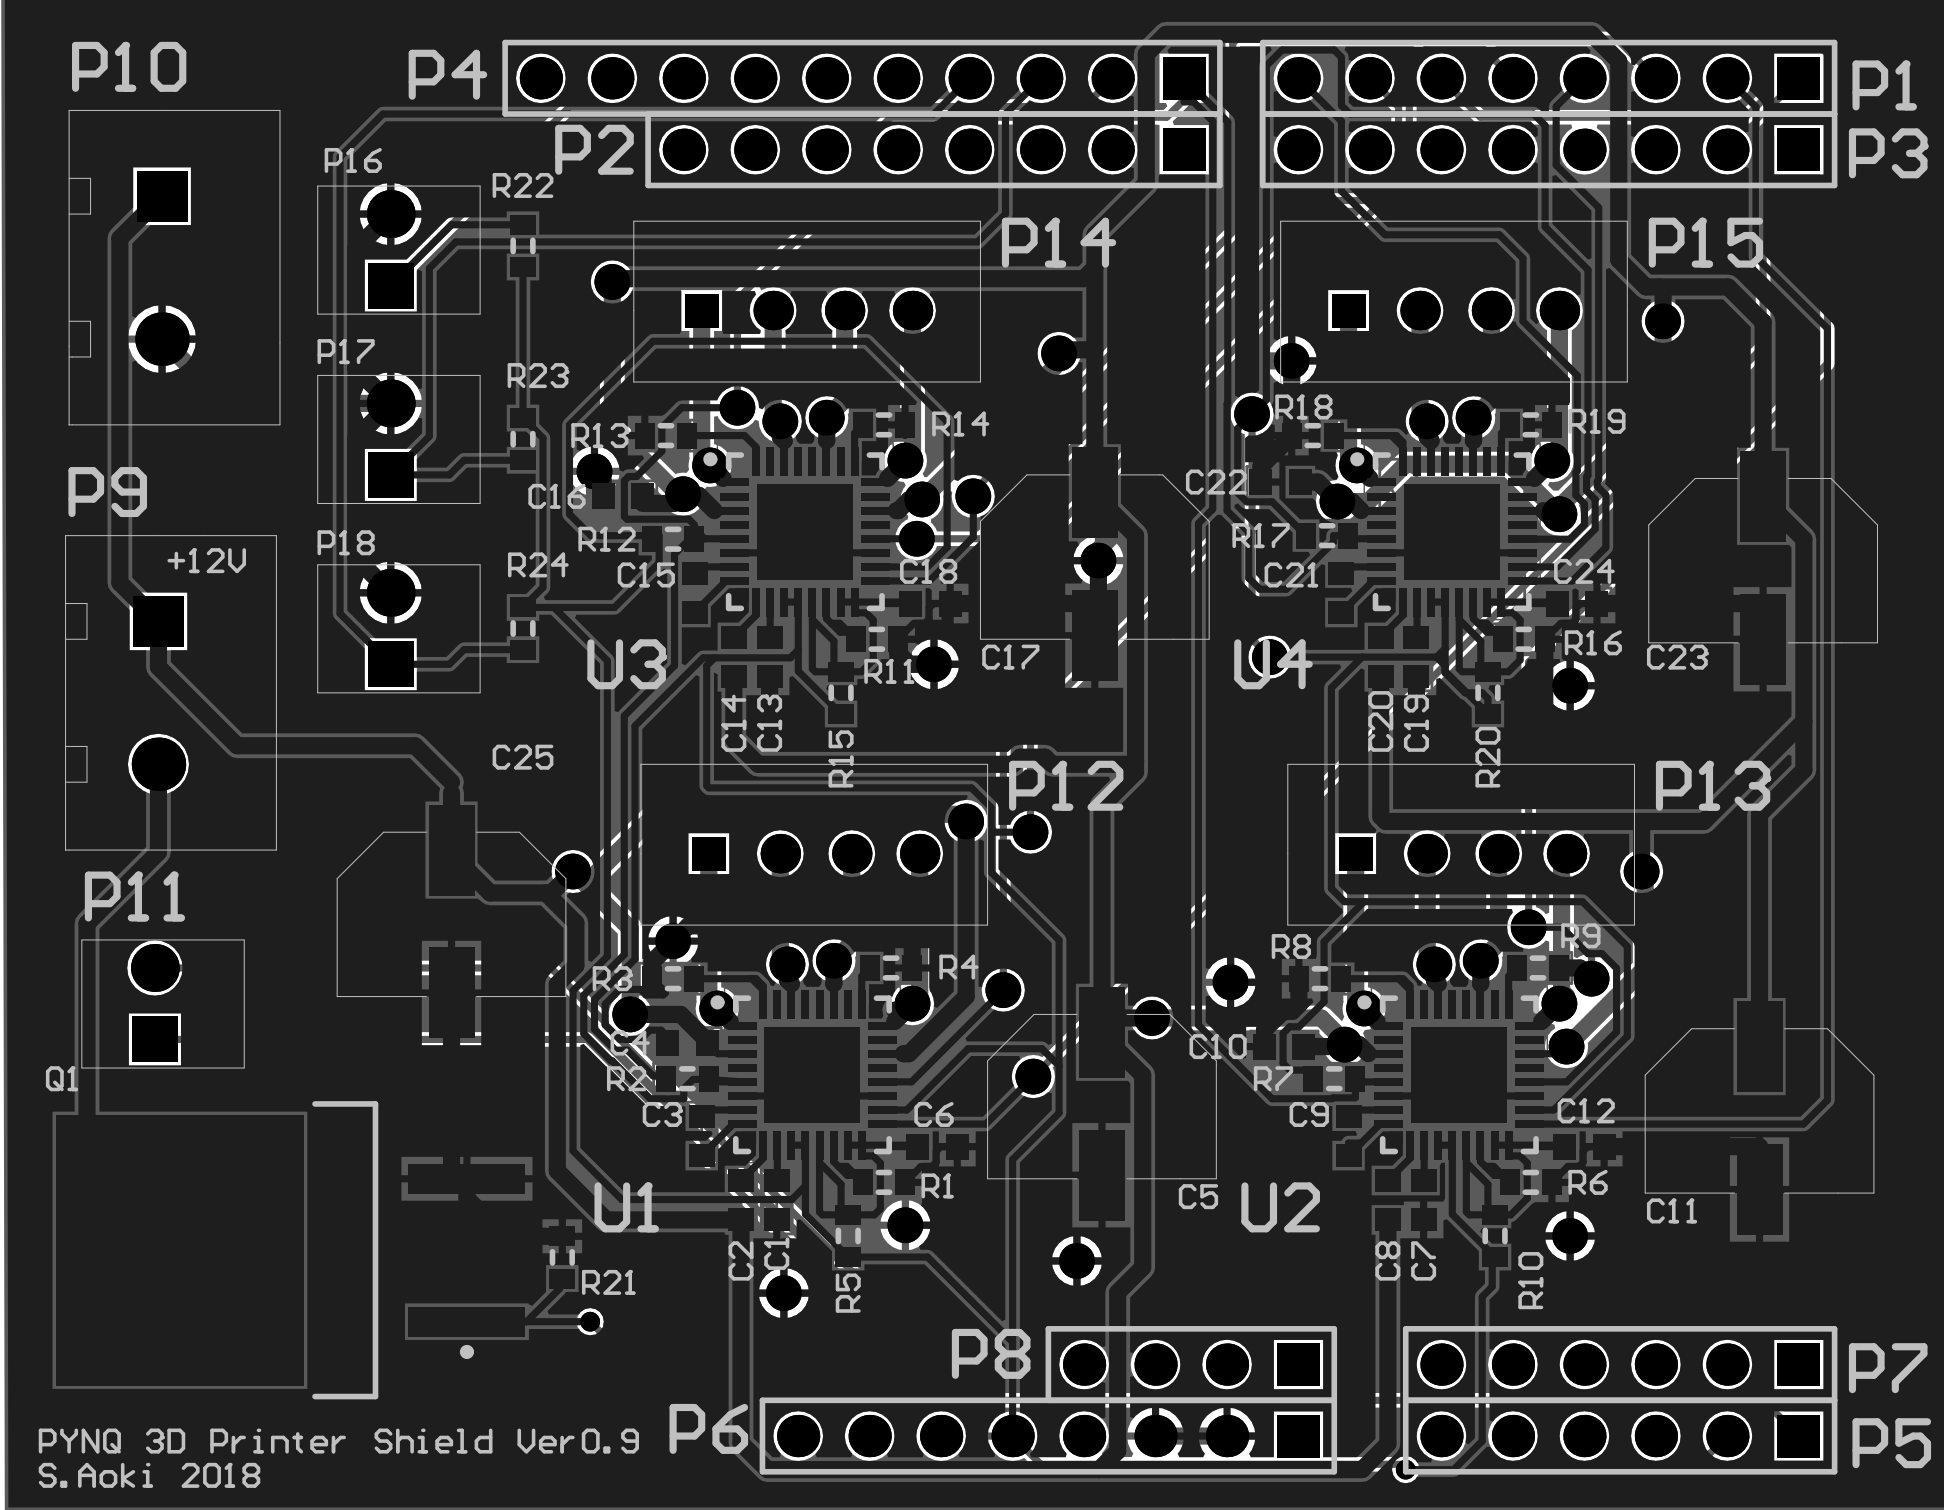 P10
P4
P1
P2
P3
P16
R22
P14
P15
P17
R23
R18
R13
R14
R19
P9
C16
C22
R12
R17
P18
+12V
R24
C15
C18
C21
C24
U3
R11
C17
U4
R16
C23
C14
C13
R15
C20
C19
R20
C25
P12
P13
P11
R3
R4
R8
R9
C4
C10
Q1
R2
R7
C3
C6
C9
C12
U1
R1
C5
U2
R6
C11
C2
C1
R5
C8
C7
R10
R21
P8
P7
P6
P5
PYNQ 3D Printer Shield Ver0.9
S.Aoki 2018